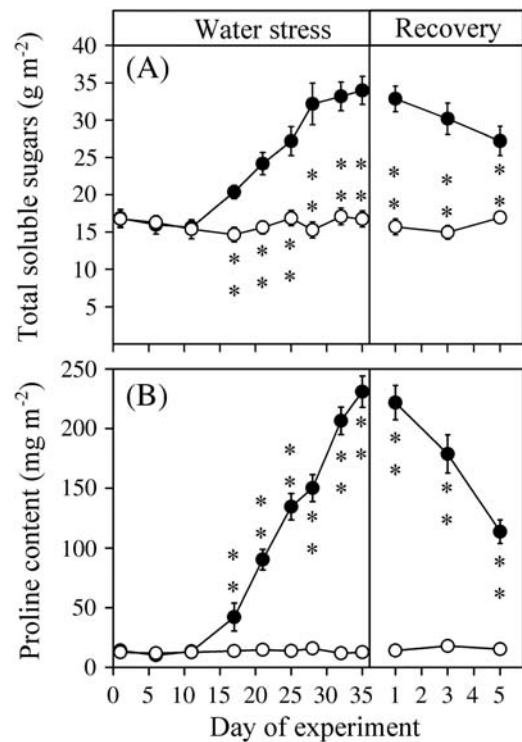 Water stress Recovery
(A)
Total soluble sugars (g m-2)
40
35
30
25
20
15
10
5
* * * * * * * * * * * * * * * * * *
(B)
Proline content (mg m-2)
250
200
150
100
50
0
* * * * * * * * * * * * * * * * * *
0 5 10 15 20 25 30 35 1 2 3 4 5
Day of experiment